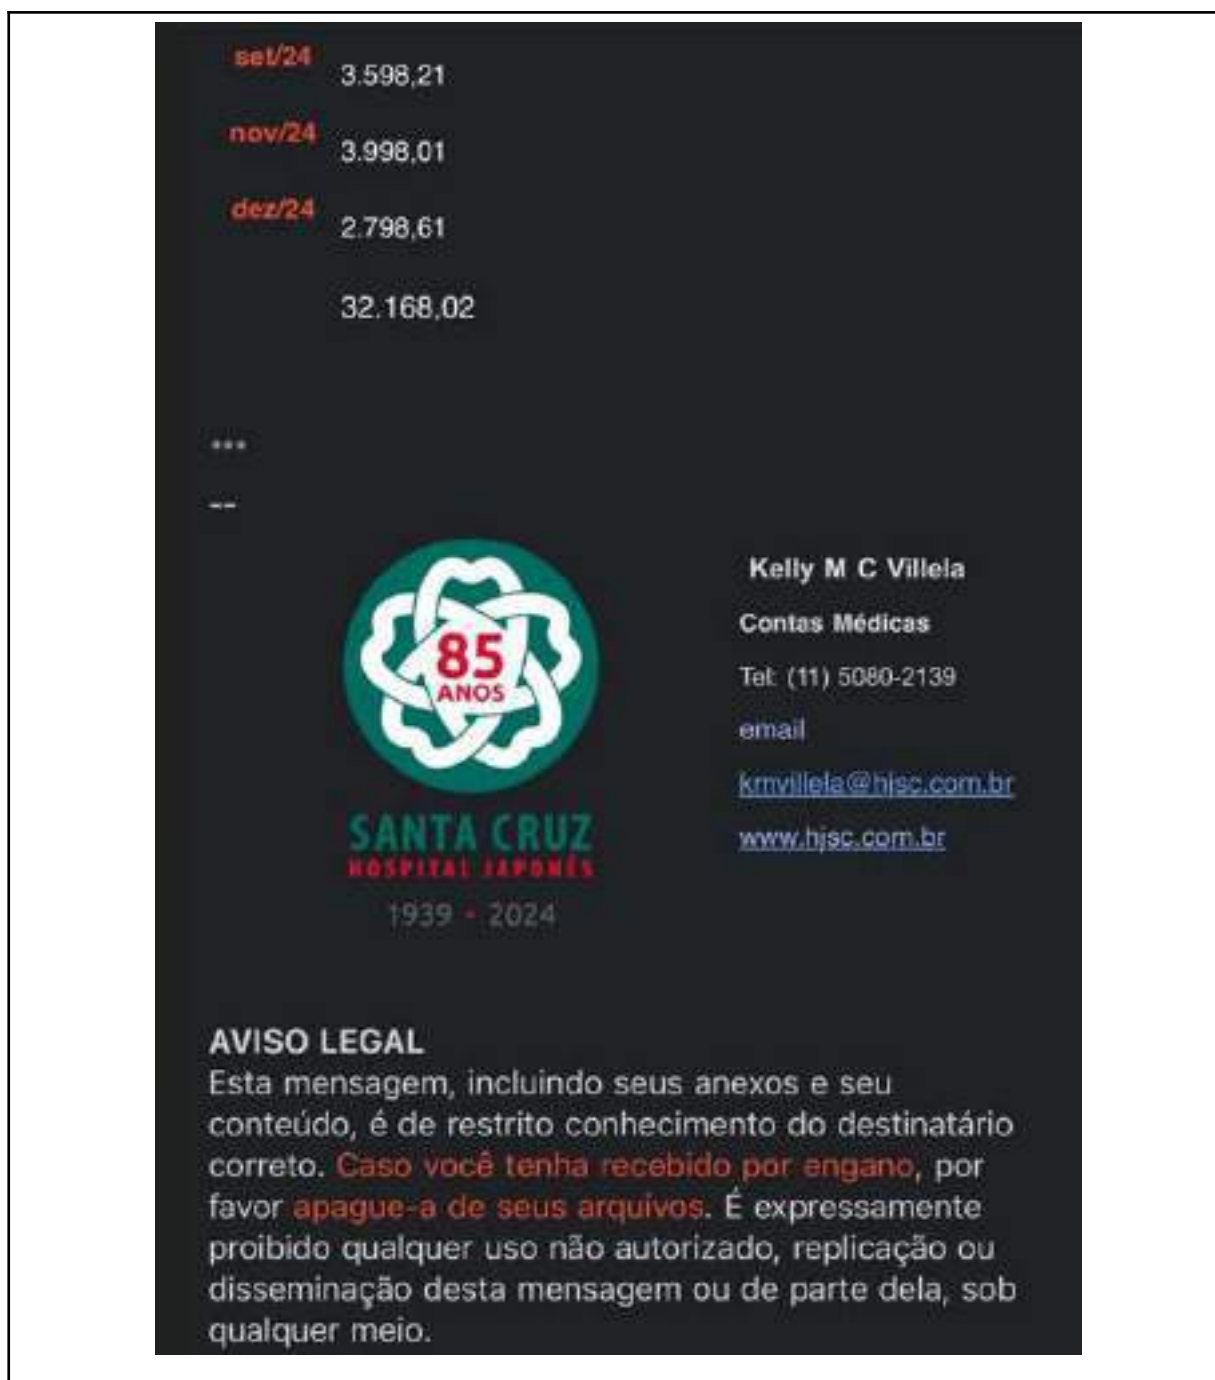 set/24
3.598,21
nov/24
3.998,01
dez/24
2.798,61
32.168,02
...
--
85
ANOS
SANTA CRUZ
HOSPITAL JAPONÊS
1939 • 2024
Kelly M C Villela
Contas Médicas
Tel: (11) 5080-2139
email
kmvillela@hjsc.com.br
www.hjsc.com.br
AVISO LEGAL
Esta mensagem, incluindo seus anexos e seu
conteúdo, é de restrito conhecimento do destinatário
correto. Caso você tenha recebido por engano, por
favor apague-a de seus arquivos. É expressamente
proibido qualquer uso não autorizado, replicação ou
disseminação desta mensagem ou de parte dela, sob
qualquer meio.